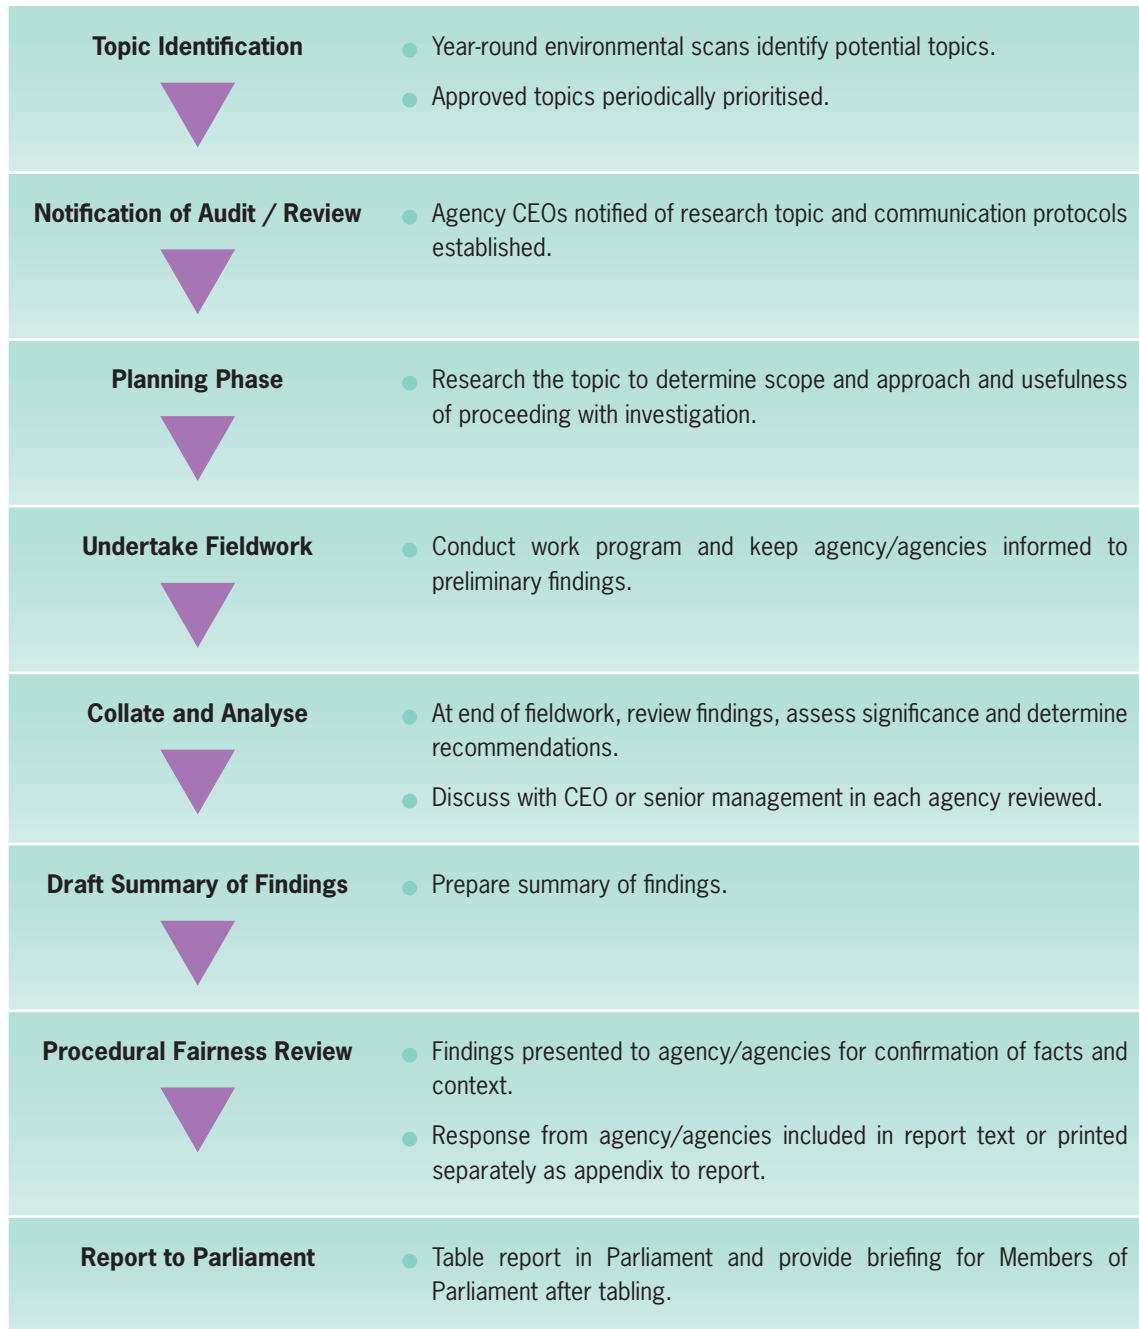 Topic Identification
Year-round environmental scans identify potential topics.
Approved topics periodically prioritised.
Notification of Audit / Review
Agency CEOs notified of research topic and communication protocols
established.
Planning Phase
Research the topic to determine scope and approach and usefulness
of proceeding with investigation.
Undertake Fieldwork
Conduct work program and keep agency/agencies informed to
preliminary findings.
Collate and Analyse
At end of fieldwork, review findings, assess significance and determine
recommendations.
Discuss with CEO or senior management in each agency reviewed.
Draft Summary of Findings
Prepare summary of findings.
Procedural Fairness Review
Findings presented to agency/agencies for confirmation of facts and
context.
Response from agency/agencies included in report text or printed
separately as appendix to report.
Report to Parliament
Table report in Parliament and provide briefing for Members of
Parliament after tabling.